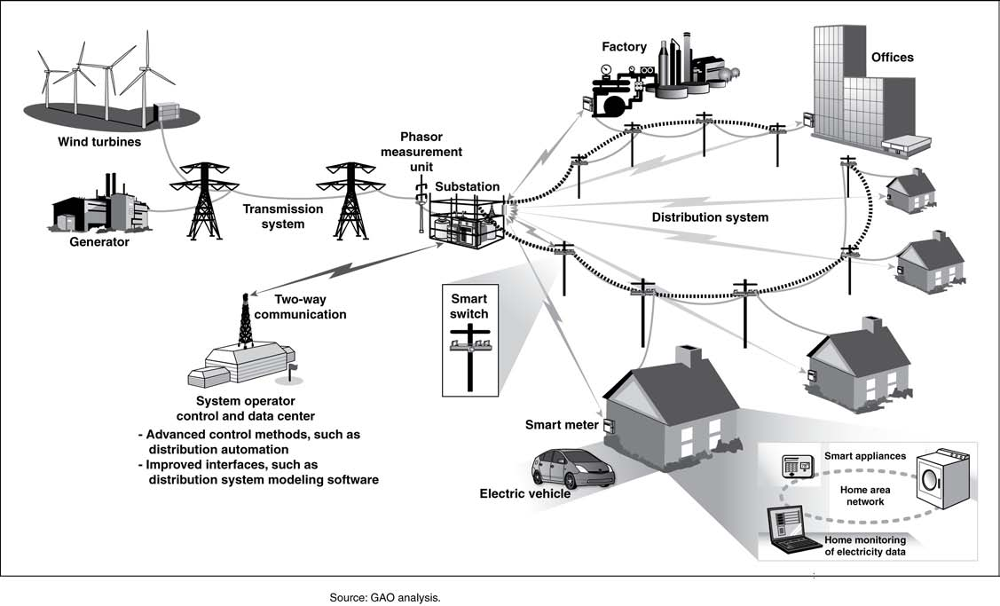 Factory
Offices
Wind turbines
Phasor
measurement
unit
Substation
Transmission
system
Generator
Distribution system
Two-way
communication
Smart
switch
System operator
control and data center
- Advanced control methods, such as
distribution automation
- Improved interfaces, such as
distribution system modeling software
Smart meter
Electric vehicle
Smart appliances
Home area
network
Home monitoring
of electricity data
Source: GAO analysis.